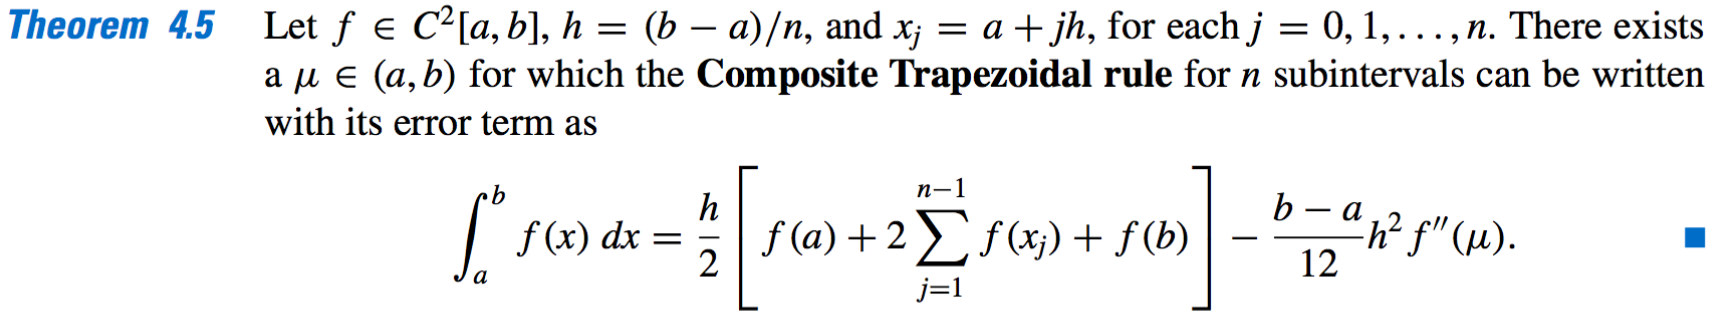 Theorem 4.5 Let f ∈ C²[a, b], h = (b − a)/n, and xⱼ = a + jh, for each j = 0, 1, . . . , n. There exists
a μ ∈ (a, b) for which the Composite Trapezoidal rule for n subintervals can be written
with its error term as
∫ₐᵇ f(x) dx = h/2 [ f(a) + 2 ∑_{j=1}^{n−1} f(xⱼ) + f(b) ] − (b − a)/12 h² f″(μ). ■